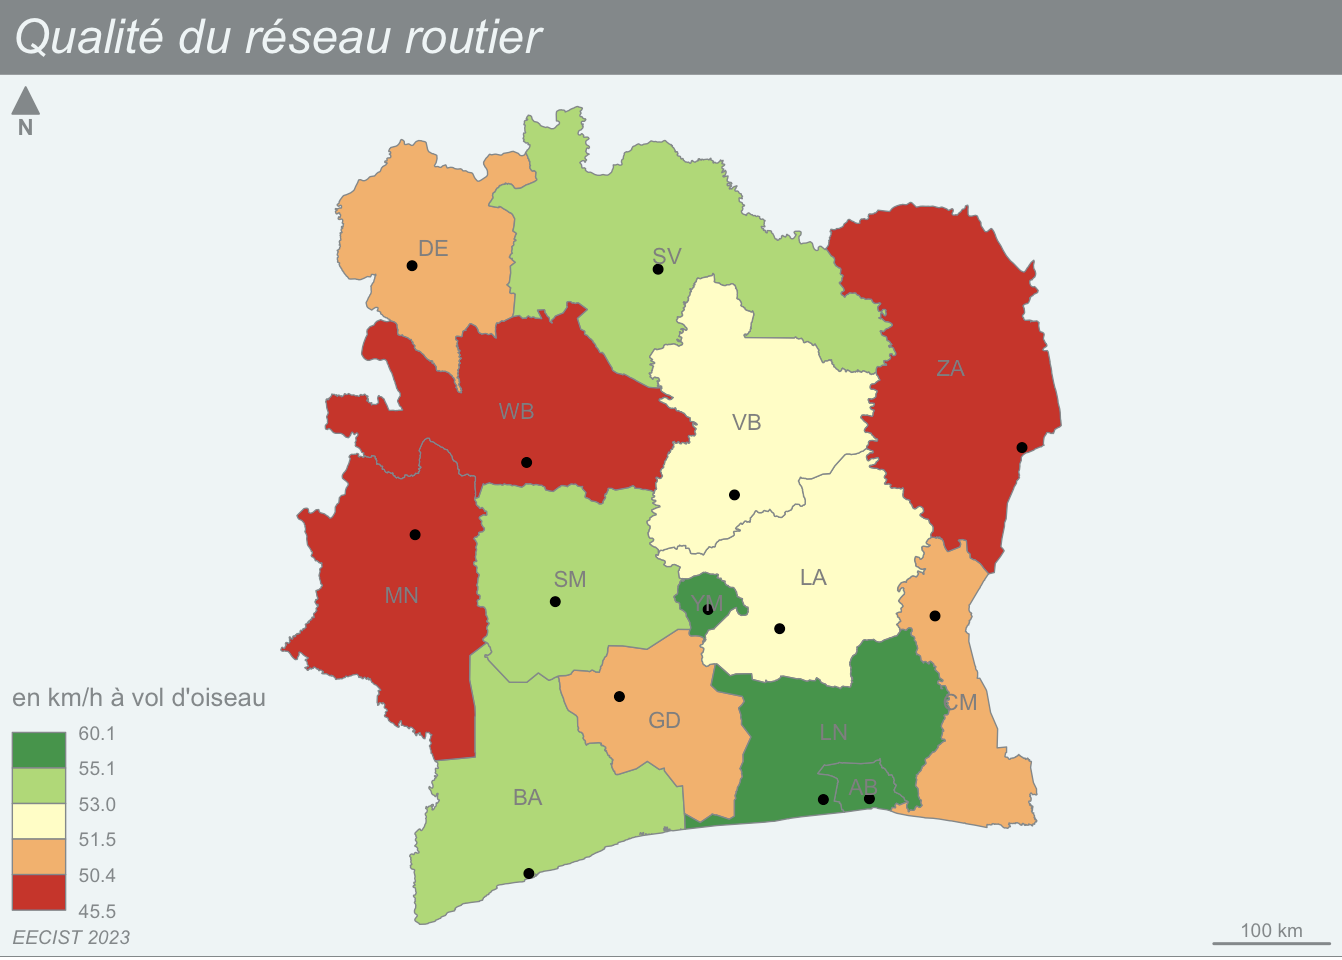 Qualité du réseau routier
N
DE
SV
ZA
WB
VB
SM
LA
MN
YM
GD
CM
LN
AB
BA
en km/h à vol d'oiseau
60.1
55.1
53.0
51.5
50.4
45.5
EECIST 2023
100 km